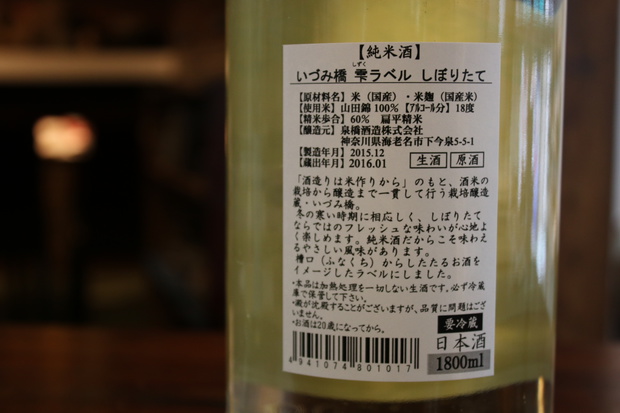 【純米酒】
しずく
いづみ橋 雫ラベル しぼりたて
【原材料名】米（国産）・米麹（国産米）
【使用米】山田錦 100% 【ｱﾙｺｰﾙ分】18度
【精米歩合】60% 扁平精米
【醸造元】泉橋酒造株式会社
神奈川県海老名市下今泉5-5-1
【製造年月】2015.12
【蔵出年月】2016.01 生酒 原酒
「酒造りは米作りから」のもと、酒米の
栽培から醸造まで一貫して行う栽培醸造
蔵・いづみ橋。
冬の寒い時期に相応しく、しぼりたて
ならではのフレッシュな味わいが心地よ
く楽しめます。純米酒だからこそ味わえ
るやさしい風味があります。
槽口（ふなくち）からしたたるお酒を
イメージしたラベルにしました。
・本品は加熱処理を一切しない生酒です、必ず冷蔵
庫で保管して下さい。
・澱が沈殿することがございますが、品質に問題はござ
いません。
・お酒は20歳になってから。
要冷蔵
日本酒
1800ml
4941074801017